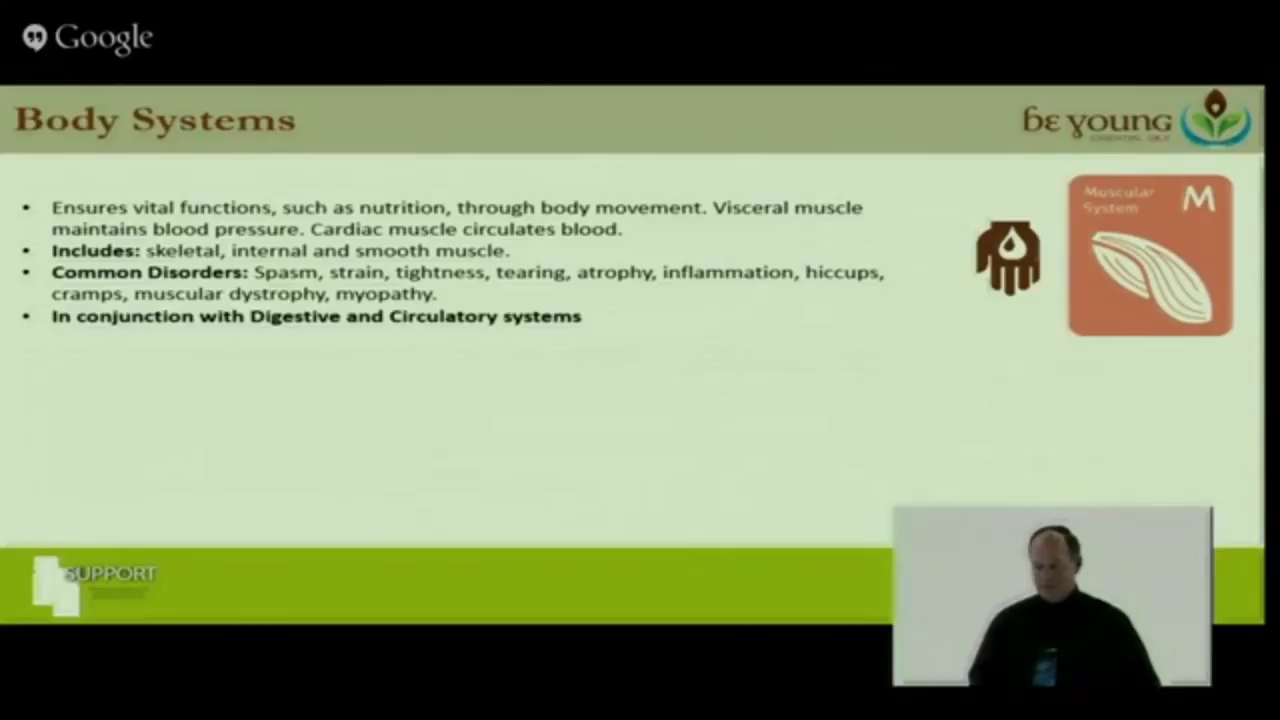 Google
Body Systems
be young
ESSENTIAL OILS
• Ensures vital functions, such as nutrition, through body movement. Visceral muscle
maintains blood pressure. Cardiac muscle circulates blood.
• Includes: skeletal, internal and smooth muscle.
• Common Disorders: Spasm, strain, tightness, tearing, atrophy, inflammation, hiccups,
cramps, muscular dystrophy, myopathy.
• In conjunction with Digestive and Circulatory systems
Muscular M
System
SUPPORT